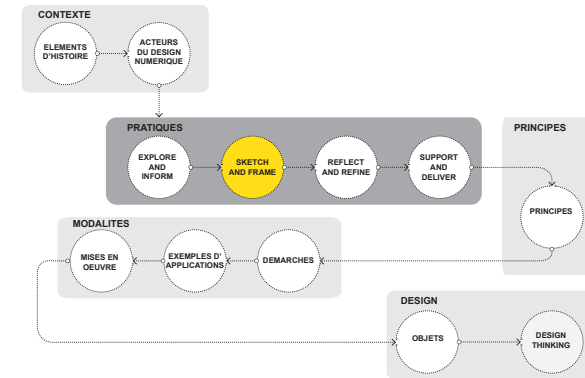 CONTEXTE
ELEMENTS
D'HISTOIRE
ACTEURS
DU DESIGN
NUMERIQUE
PRATIQUES
EXPLORE
AND
INFORM
SKETCH
AND FRAME
REFLECT
AND REFINE
SUPPORT
AND
DELIVER
PRINCIPES
PRINCIPES
MODALITES
MISES EN
OEUVRE
EXEMPLES D'
APPLICATIONS
DEMARCHES
DESIGN
OBJETS
DESIGN
THINKING